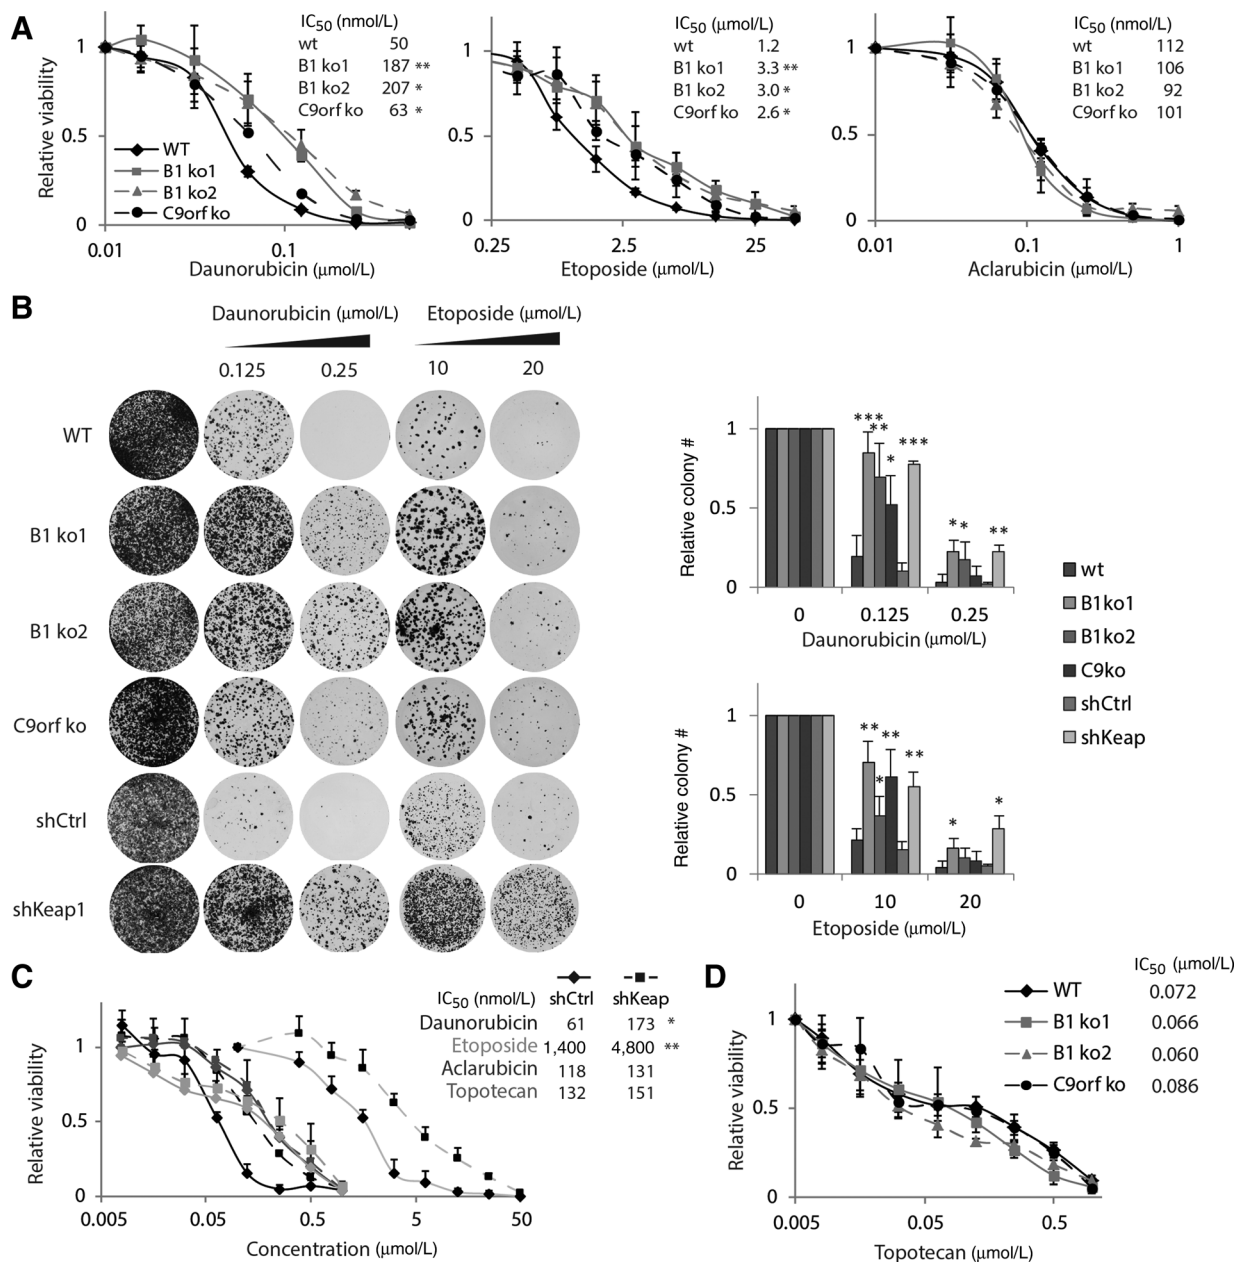 A
IC50 (nmol/L)
wt 50
B1 ko1 187 **
B1 ko2 207 *
C9orf ko 63 *
Relative viability
1
0.5
0
WT
B1 ko1
B1 ko2
C9orf ko
0.01 0.1
Daunorubicin (μmol/L)
IC50 (μmol/L)
wt 1.2
B1 ko1 3.3 **
B1 ko2 3.0 *
C9orf ko 2.6 *
1
0.5
0
0.25 2.5 25
Etoposide (μmol/L)
IC50 (nmol/L)
wt 112
B1 ko1 106
B1 ko2 92
C9orf ko 101
1
0.5
0
0.01 0.1 1
Aclarubicin (μmol/L)
B
Daunorubicin (μmol/L) Etoposide (μmol/L)
0.125 0.25 10 20
WT
B1 ko1
B1 ko2
C9orf ko
shCtrl
shKeap1
Relative colony #
1
0.5
0
*** ** * *** * * **
0 0.125 0.25
Daunorubicin (μmol/L)
Relative colony #
1
0.5
0
** * ** ** * *
0 10 20
Etoposide (μmol/L)
wt
B1ko1
B1ko2
C9ko
shCtrl
shKeap
C
IC50 (nmol/L) shCtrl shKeap
Daunorubicin 61 173 *
Etoposide 1,400 4,800 **
Aclarubicin 118 131
Topotecan 132 151
Relative viability
1
0.5
0
0.005 0.05 0.5 5 50
Concentration (μmol/L)
D
IC50 (μmol/L)
WT 0.072
B1 ko1 0.066
B1 ko2 0.060
C9orf ko 0.086
Relative viability
1
0.5
0
0.005 0.05 0.5
Topotecan (μmol/L)